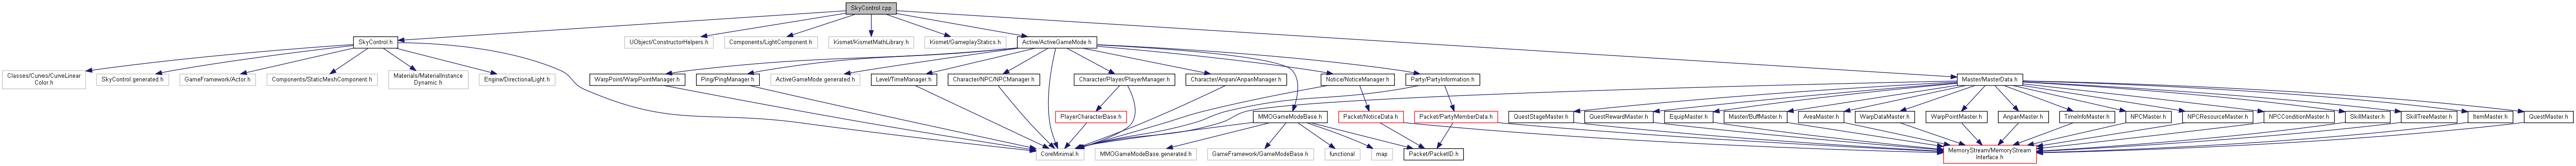 SkyControl.cpp
SkyControl.h
UObject/ConstructorHelpers.h
Components/LightComponent.h
Kismet/KismetMathLibrary.h
Kismet/GameplayStatics.h
Active/ActiveGameMode.h
Classes/Curves/CurveLinear
Color.h
SkyControl.generated.h
GameFramework/Actor.h
Components/StaticMeshComponent.h
Materials/MaterialInstance
Dynamic.h
Engine/DirectionalLight.h
WarpPoint/WarpPointManager.h
Ping/PingManager.h
ActiveGameMode.generated.h
Level/TimeManager.h
Character/NPC/NPCManager.h
Character/Player/PlayerManager.h
Character/Anpan/AnpanManager.h
Notice/NoticeManager.h
Party/PartyInformation.h
Master/MasterData.h
PlayerCharacterBase.h
MMOGameModeBase.h
Packet/NoticeData.h
Packet/PartyMemberData.h
QuestStageMaster.h
QuestRewardMaster.h
EquipMaster.h
Master/BuffMaster.h
AreaMaster.h
WarpDataMaster.h
WarpPointMaster.h
AnpanMaster.h
TimeInfoMaster.h
NPCMaster.h
NPCResourceMaster.h
NPCConditionMaster.h
SkillMaster.h
SkillTreeMaster.h
ItemMaster.h
QuestMaster.h
CoreMinimal.h
MMOGameModeBase.generated.h
GameFramework/GameModeBase.h
functional
map
Packet/PacketID.h
MemoryStream/MemoryStream
Interface.h